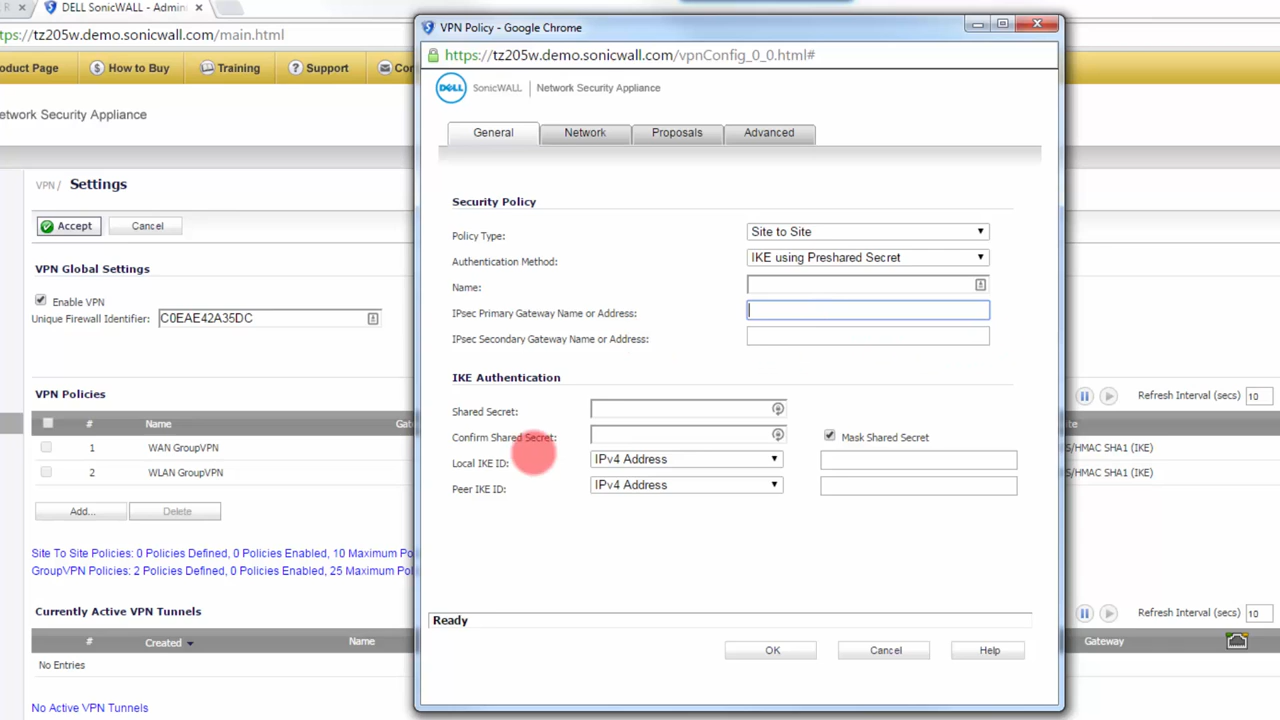 DELL SonicWALL - Admini
ps://tz205w.demo.sonicwall.com/main.html
oduct Page
How to Buy
Training
Support
Con
etwork Security Appliance
VPN / Settings
Accept
Cancel
VPN Global Settings
Enable VPN
Unique Firewall Identifier: C0EAE42A35DC
VPN Policies
# Name Gate
1 WAN GroupVPN
2 WLAN GroupVPN
Add...
Delete
Site To Site Policies: 0 Policies Defined, 0 Policies Enabled, 10 Maximum Pol
GroupVPN Policies: 2 Policies Defined, 0 Policies Enabled, 25 Maximum Pol
Currently Active VPN Tunnels
# Created Name
No Entries
No Active VPN Tunnels
VPN Policy - Google Chrome
https://tz205w.demo.sonicwall.com/vpnConfig_0_0.html#
DELL SonicWALL | Network Security Appliance
General
Network
Proposals
Advanced
Security Policy
Policy Type: Site to Site
Authentication Method: IKE using Preshared Secret
Name:
IPsec Primary Gateway Name or Address:
IPsec Secondary Gateway Name or Address:
IKE Authentication
Shared Secret:
Confirm Shared Secret: Mask Shared Secret
Local IKE ID: IPv4 Address
Peer IKE ID: IPv4 Address
Ready
OK
Cancel
Help
Refresh Interval (secs) 10
ite
S/HMAC SHA1 (IKE)
S/HMAC SHA1 (IKE)
Refresh Interval (secs) 10
Gateway